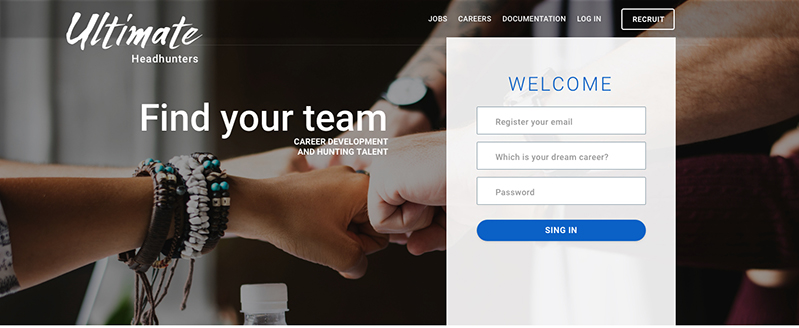 Ultimate
Headhunters
JOBS CAREERS DOCUMENTATION LOG IN RECRUIT
Find your team
CAREER DEVELOPMENT
AND HUNTING TALENT
WELCOME
Register your email
Which is your dream career?
Password
SING IN